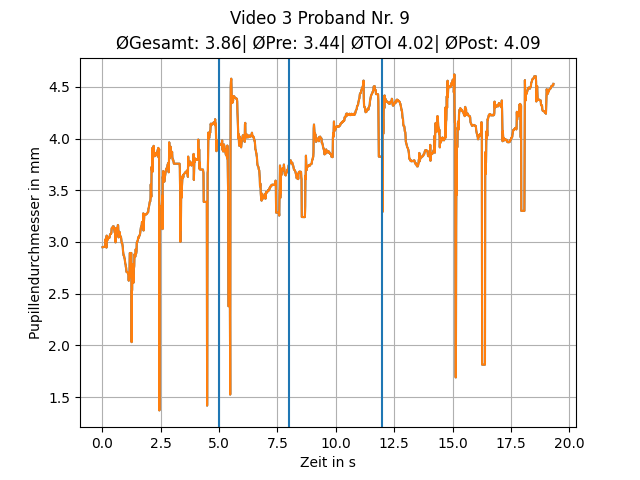 Video 3 Proband Nr. 9
ØGesamt: 3.86| ØPre: 3.44| ØTOI 4.02| ØPost: 4.09
Pupillendurchmesser in mm
4.5
4.0
3.5
3.0
2.5
2.0
1.5
0.0 2.5 5.0 7.5 10.0 12.5 15.0 17.5 20.0
Zeit in s